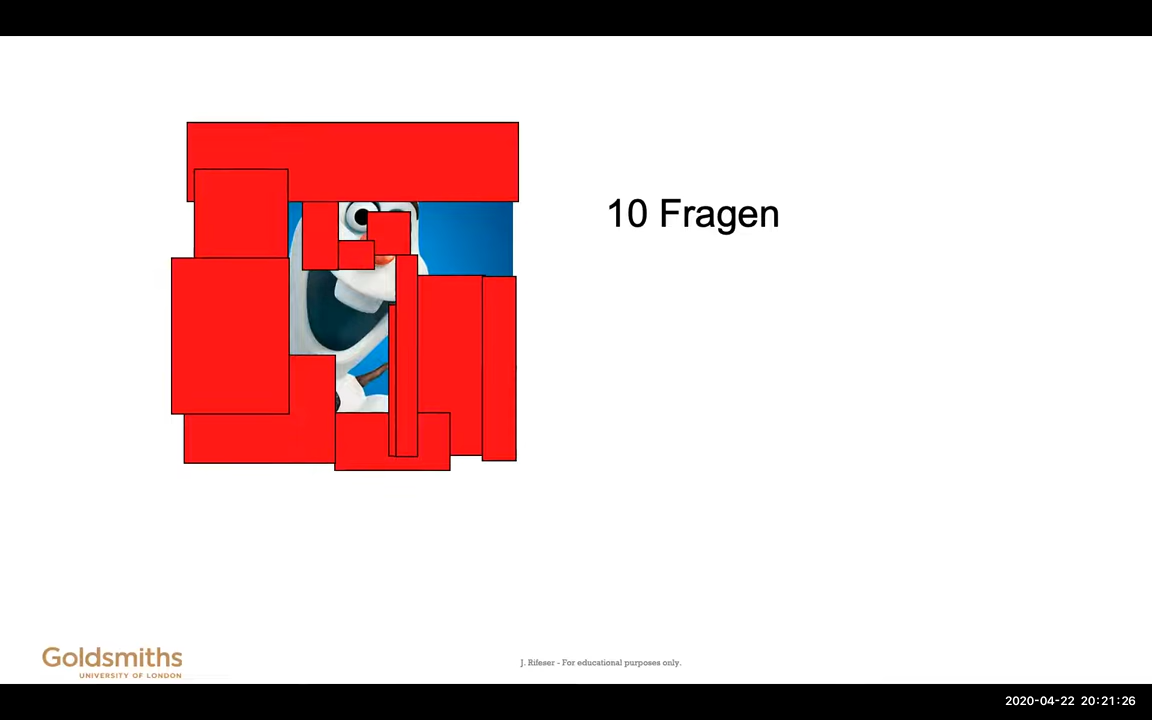 10 Fragen
Goldsmiths
UNIVERSITY OF LONDON
J. Rifeser - For educational purposes only.
2020-04-22 20:21:26